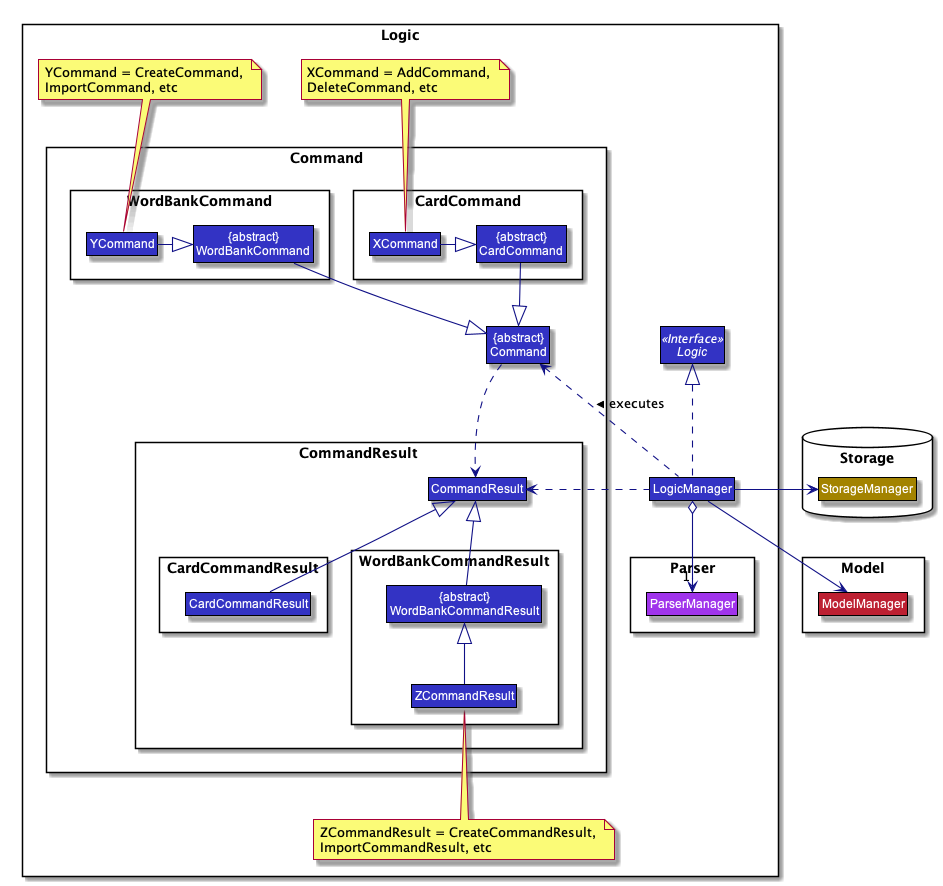 Logic
YCommand = CreateCommand,
ImportCommand, etc
XCommand = AddCommand,
DeleteCommand, etc
Command
WordBankCommand
CardCommand
YCommand
{abstract}
WordBankCommand
XCommand
{abstract}
CardCommand
{abstract}
Command
«Interface»
Logic
◄ executes
Storage
StorageManager
CommandResult
CommandResult
LogicManager
CardCommandResult
CardCommandResult
WordBankCommandResult
{abstract}
WordBankCommandResult
ZCommandResult
Parser
1
ParserManager
Model
ModelManager
ZCommandResult = CreateCommandResult,
ImportCommandResult, etc